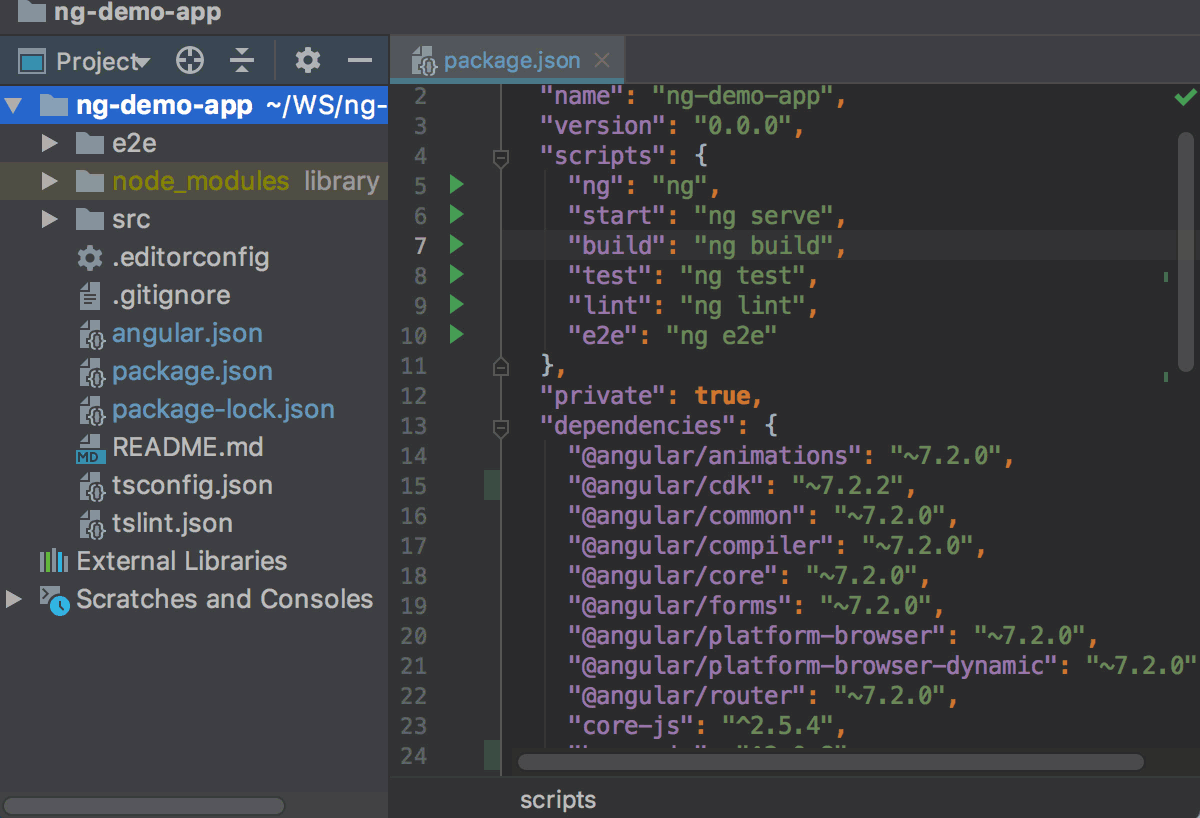 ng-demo-app
Project
ng-demo-app ~/WS/ng-
e2e
node_modules library
src
.editorconfig
.gitignore
angular.json
package.json
package-lock.json
MD README.md
tsconfig.json
tslint.json
External Libraries
Scratches and Consoles
package.json
2 "name": "ng-demo-app",
3 "version": "0.0.0",
4 "scripts": {
5 "ng": "ng",
6 "start": "ng serve",
7 "build": "ng build",
8 "test": "ng test",
9 "lint": "ng lint",
10 "e2e": "ng e2e"
11 },
12 "private": true,
13 "dependencies": {
14 "@angular/animations": "~7.2.0",
15 "@angular/cdk": "~7.2.2",
16 "@angular/common": "~7.2.0",
17 "@angular/compiler": "~7.2.0",
18 "@angular/core": "~7.2.0",
19 "@angular/forms": "~7.2.0",
20 "@angular/platform-browser": "~7.2.0",
21 "@angular/platform-browser-dynamic": "~7.2.0"
22 "@angular/router": "~7.2.0",
23 "core-js": "^2.5.4",
24
scripts